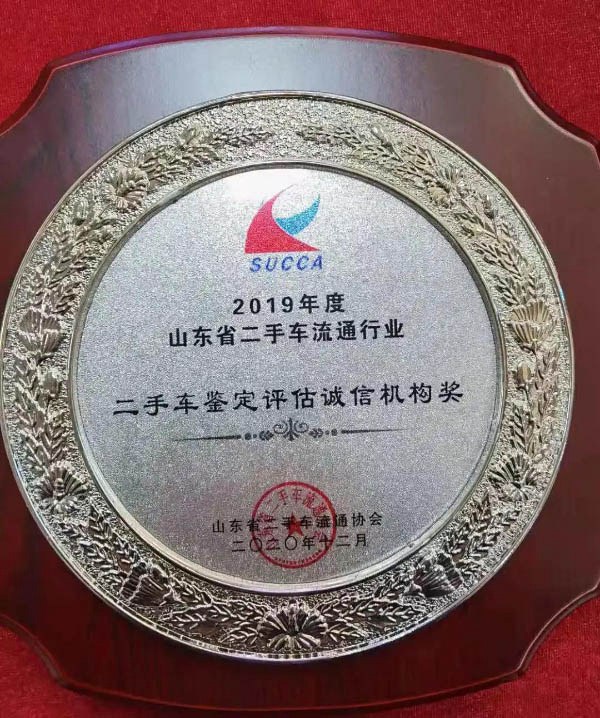 SUCCA
2019年度
山东省二手车流通行业
二手车鉴定评估诚信机构奖
山东省二手车流通协会
二〇二〇年十二月